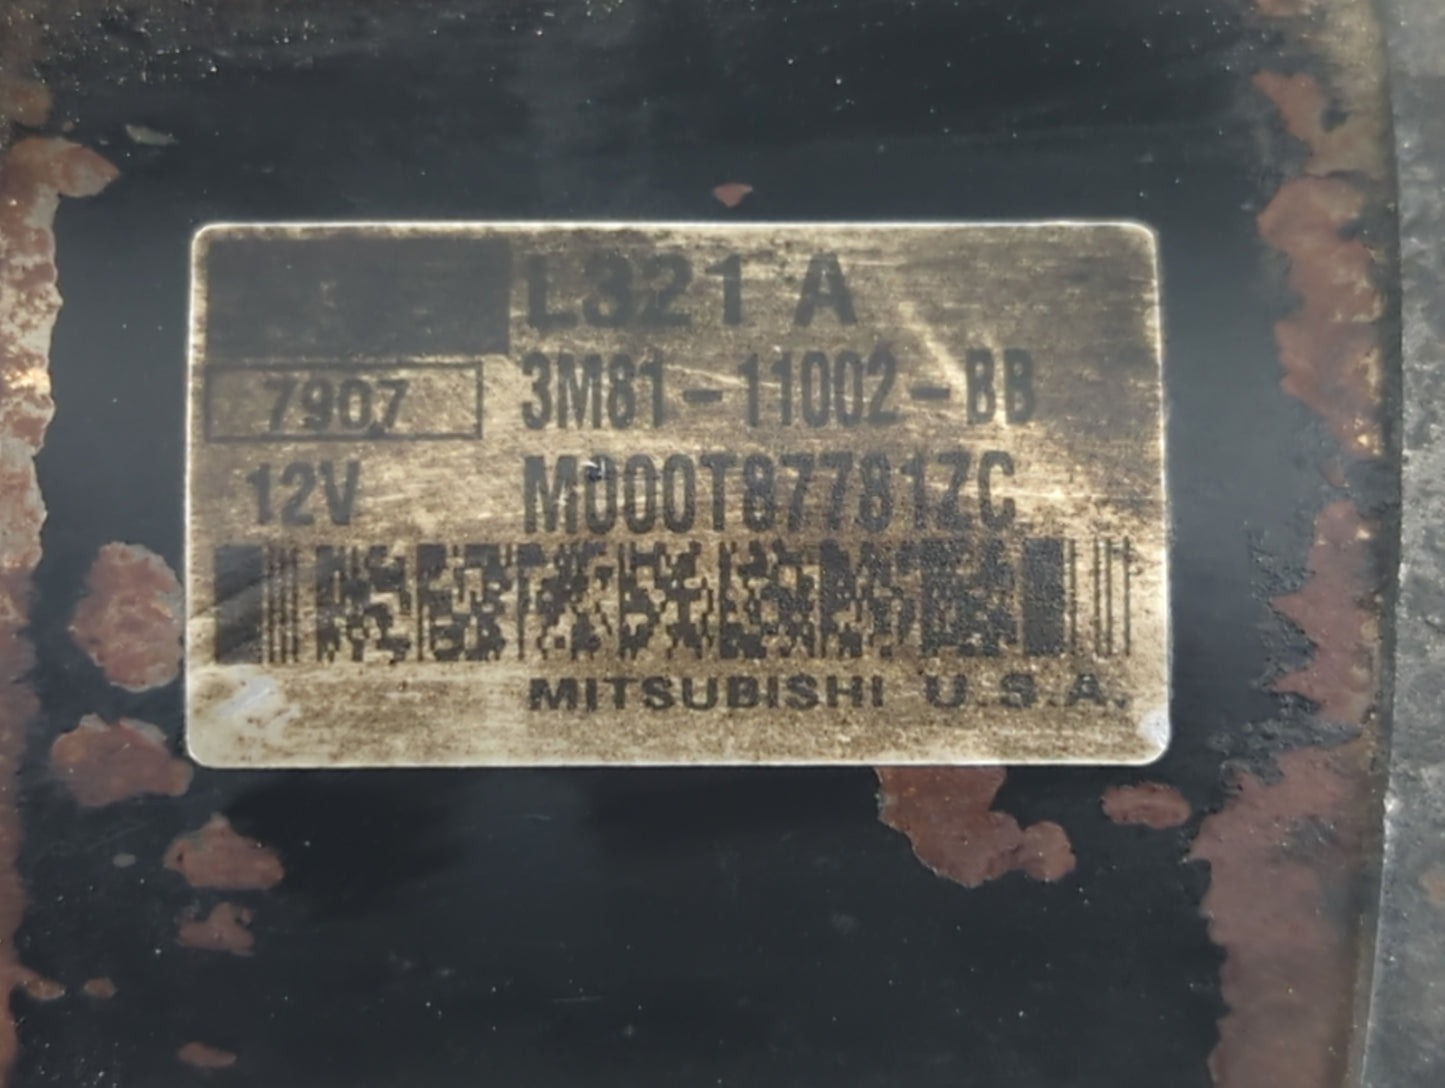 L321 A
7907 3M81-11002-BB
12V M000T87781ZC
MITSUBISHI U.S.A.